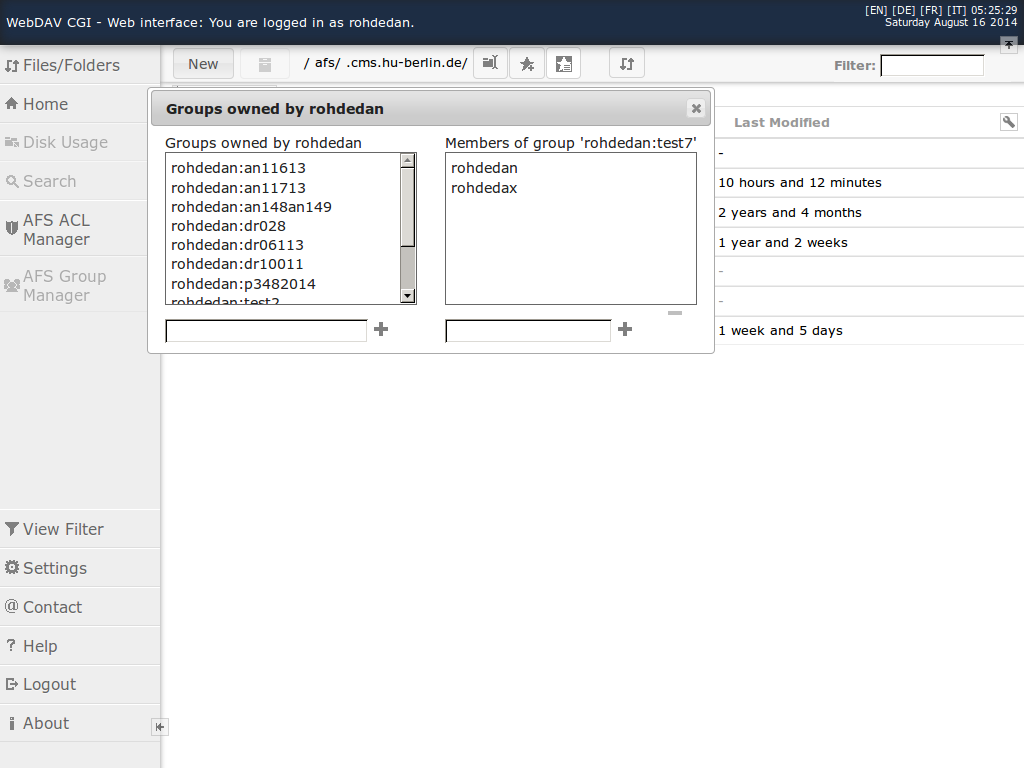 WebDAV CGI - Web interface: You are logged in as rohdedan.
[EN] [DE] [FR] [IT] 05:25:29
Saturday August 16 2014
Files/Folders
Home
Disk Usage
Search
AFS ACL
Manager
AFS Group
Manager
View Filter
Settings
Contact
Help
Logout
About
New
/ afs/ .cms.hu-berlin.de/
Filter:
Groups owned by rohdedan
Groups owned by rohdedan
rohdedan:an11613
rohdedan:an11713
rohdedan:an148an149
rohdedan:dr028
rohdedan:dr06113
rohdedan:dr10011
rohdedan:p3482014
rohdedan:test2
Members of group 'rohdedan:test7'
rohdedan
rohdedax
Last Modified
-
10 hours and 12 minutes
2 years and 4 months
1 year and 2 weeks
-
-
1 week and 5 days